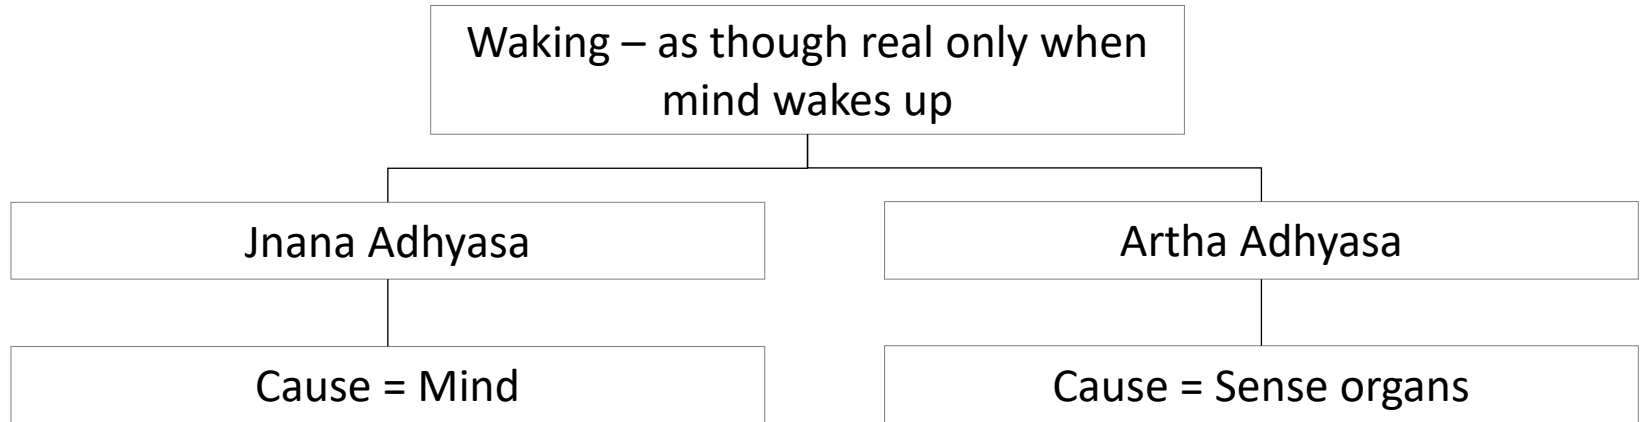 Waking – as though real only when
mind wakes up
Jnana Adhyasa
Artha Adhyasa
Cause = Mind
Cause = Sense organs